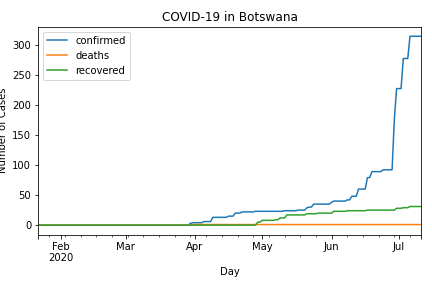 COVID-19 in Botswana
confirmed
deaths
recovered
Number of Cases
300
250
200
150
100
50
0
Feb Mar Apr May Jun Jul
2020
Day